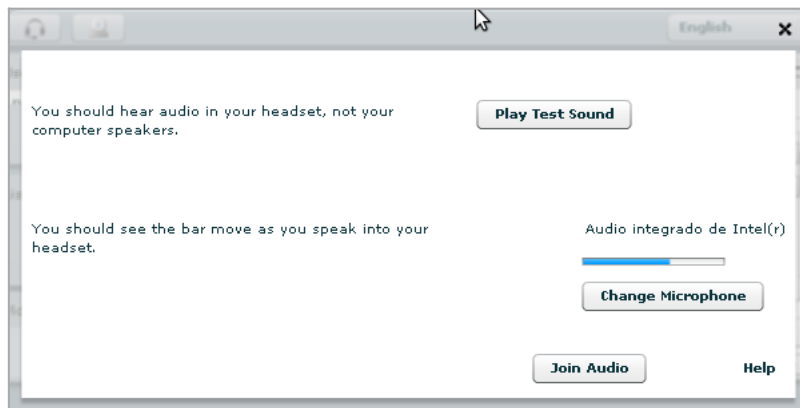 English
You should hear audio in your headset, not your
computer speakers.
Play Test Sound
You should see the bar move as you speak into your
headset.
Audio integrado de Intel(r)
Change Microphone
Join Audio
Help